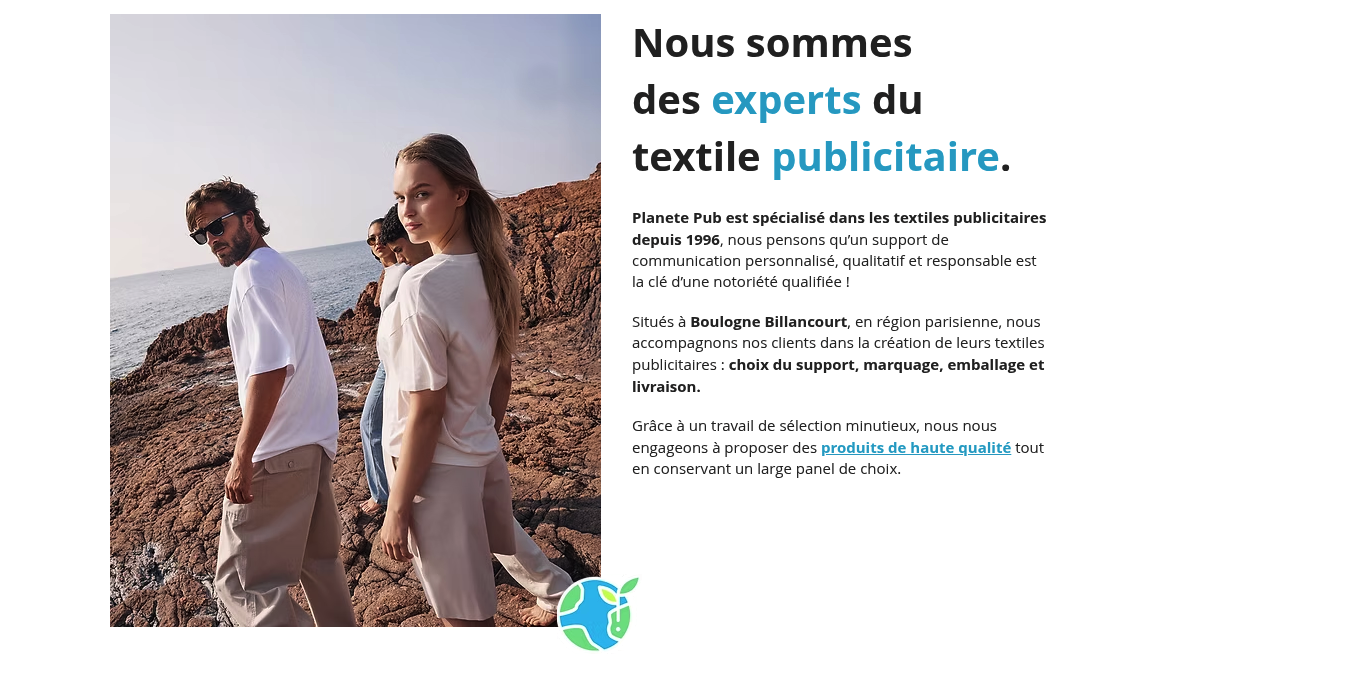 Nous sommes
des experts du
textile publicitaire.
Planete Pub est spécialisé dans les textiles publicitaires
depuis 1996, nous pensons qu’un support de
communication personnalisé, qualitatif et responsable est
la clé d’une notoriété qualifiée !
Situés à Boulogne Billancourt, en région parisienne, nous
accompagnons nos clients dans la création de leurs textiles
publicitaires : choix du support, marquage, emballage et
livraison.
Grâce à un travail de sélection minutieux, nous nous
engageons à proposer des produits de haute qualité tout
en conservant un large panel de choix.